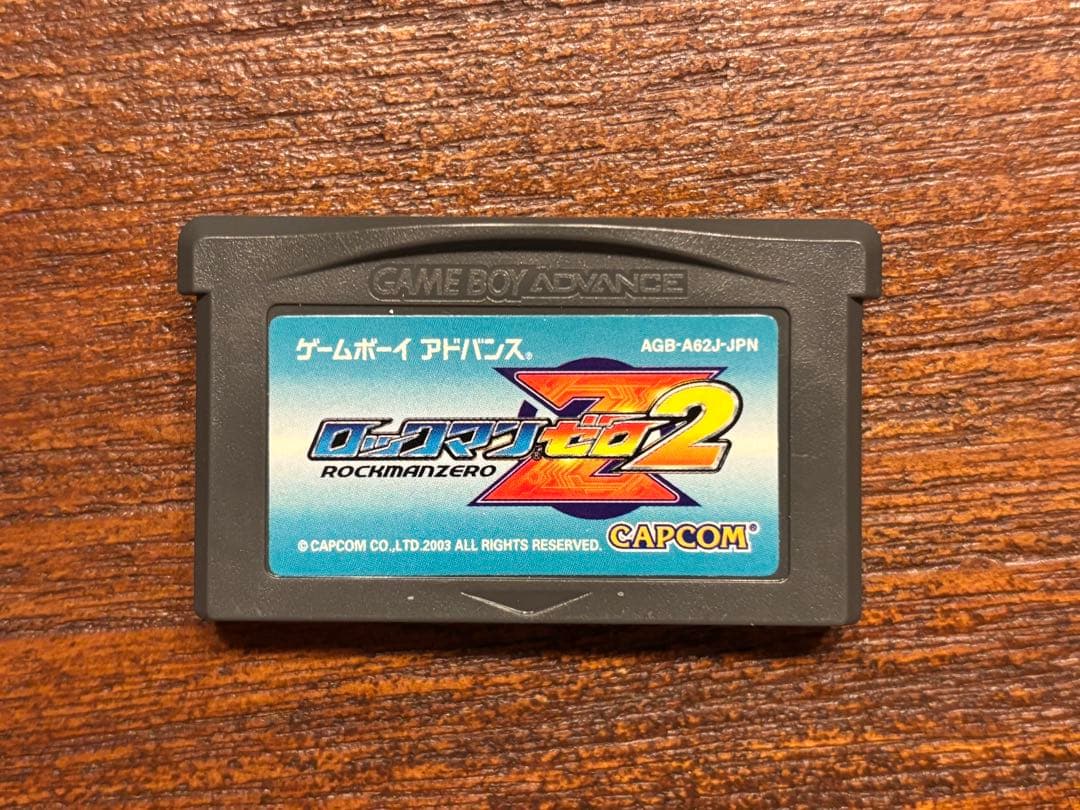 GAME BOY ADVANCE
ゲームボーイ アドバンス®
AGB-A62J-JPN
ロックマン ゼロ2
ROCKMANZERO
© CAPCOM CO.,LTD.2003 ALL RIGHTS RESERVED.
CAPCOM®